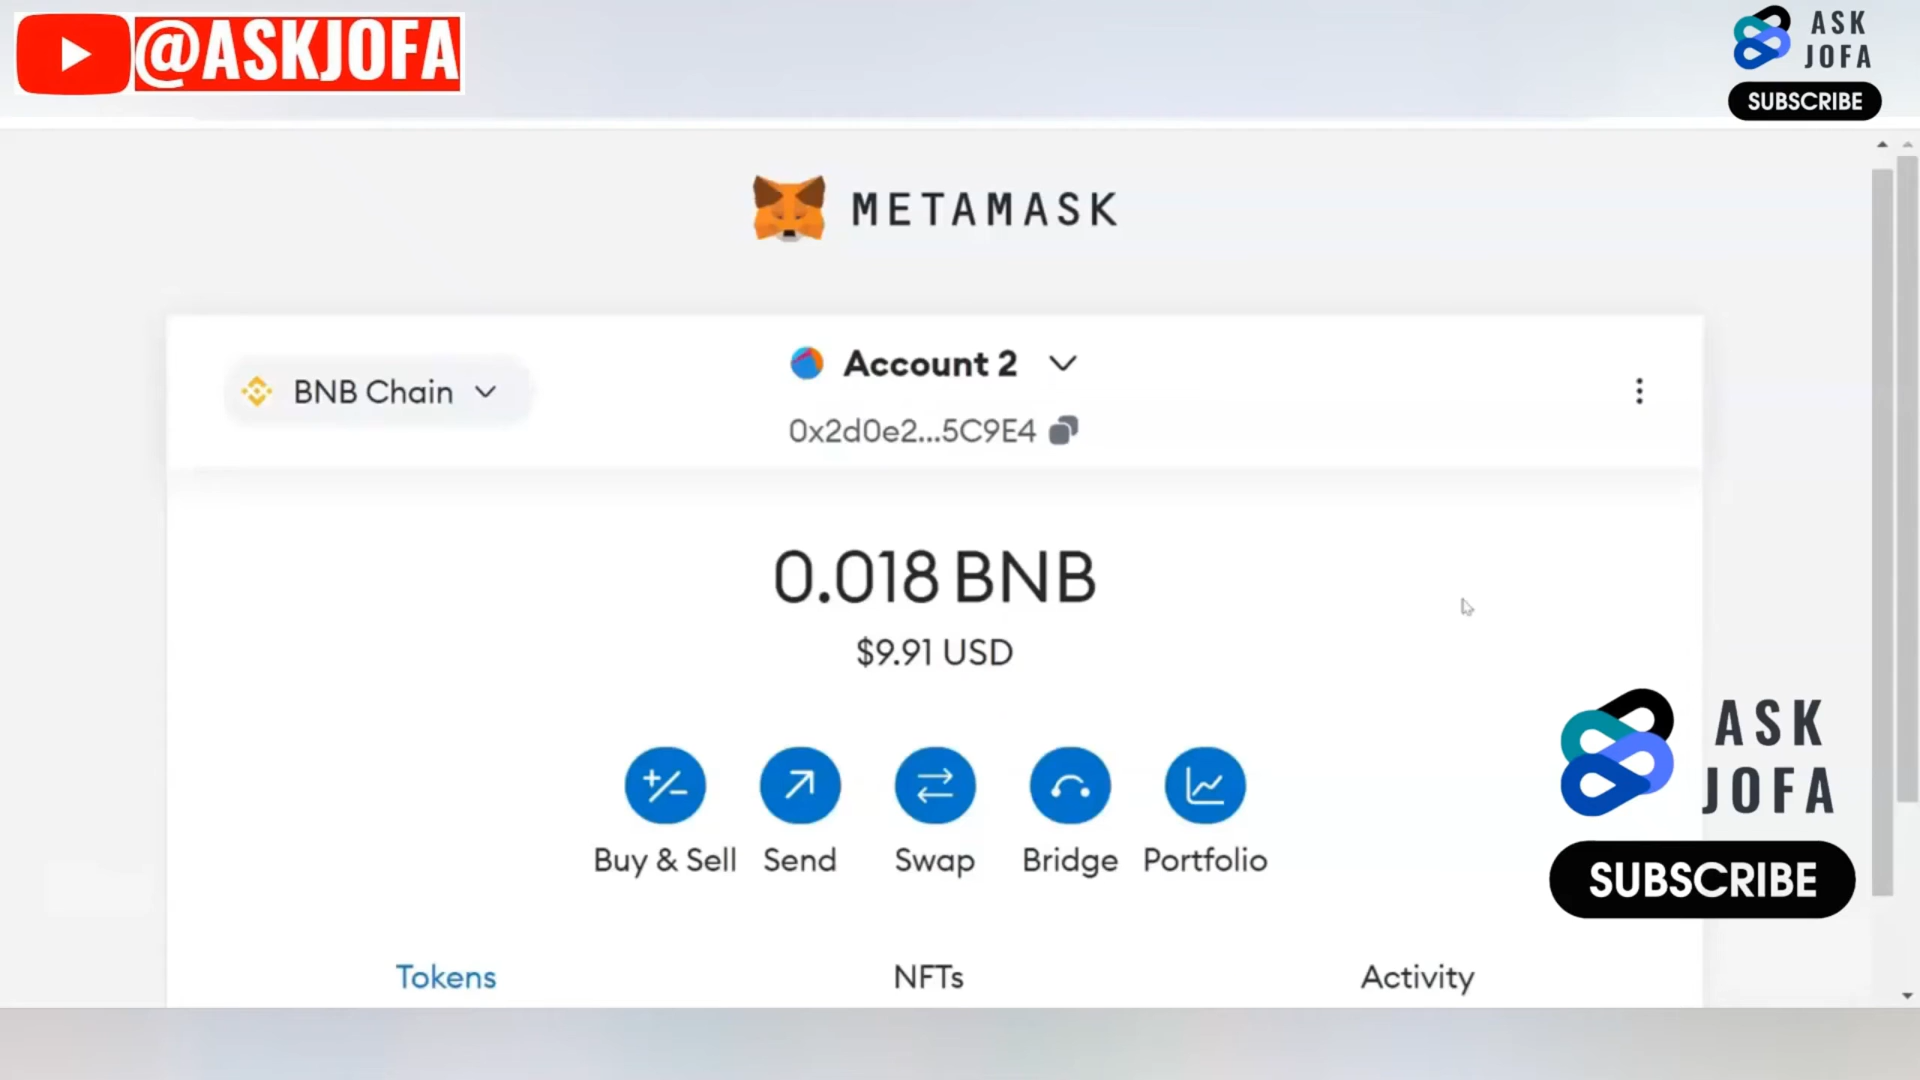 @ASKJOFA
ASK
JOFA
SUBSCRIBE
METAMASK
BNB Chain
Account 2
0x2d0e2...5C9E4
0.018 BNB
$9.91 USD
Buy & Sell
Send
Swap
Bridge
Portfolio
ASK
JOFA
SUBSCRIBE
Tokens
NFTs
Activity